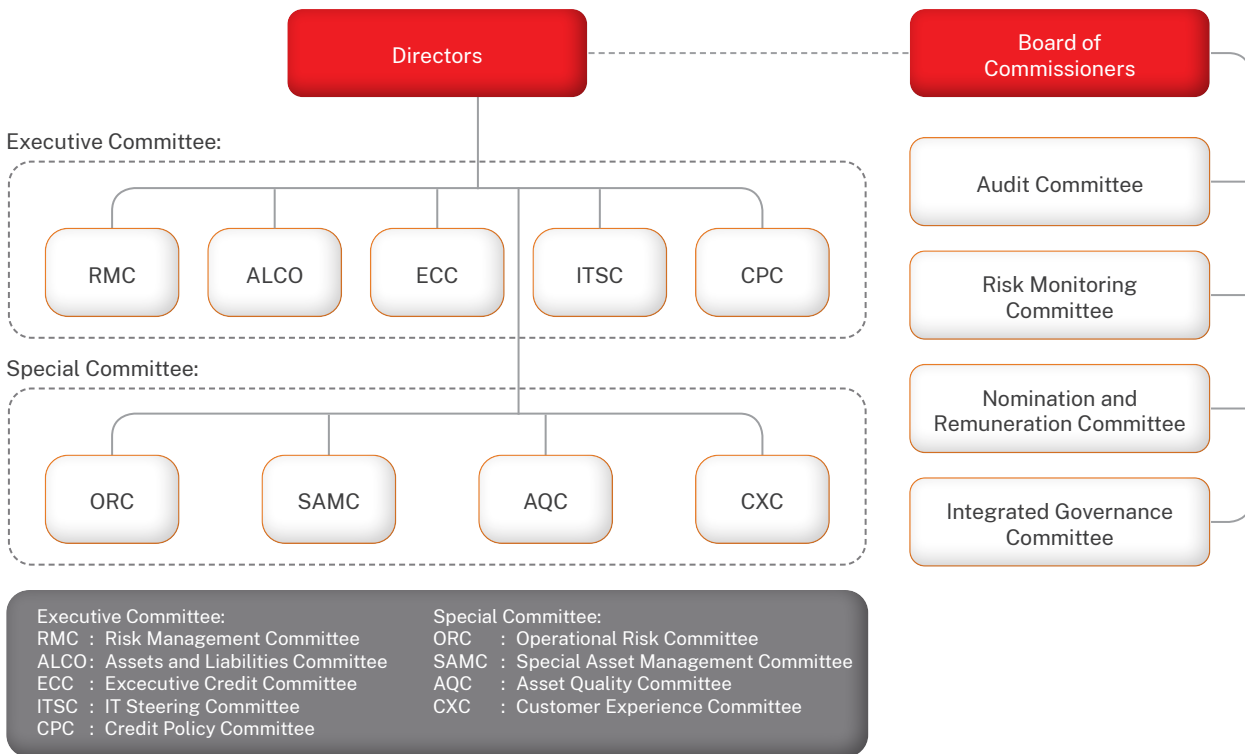 Directors
Board of
Commissioners
Executive Committee:
RMC
ALCO
ECC
ITSC
CPC
Special Committee:
ORC
SAMC
AQC
CXC
Audit Committee
Risk Monitoring
Committee
Nomination and
Remuneration Committee
Integrated Governance
Committee
Executive Committee:
RMC : Risk Management Committee
ALCO : Assets and Liabilities Committee
ECC : Excecutive Credit Committee
ITSC : IT Steering Committee
CPC : Credit Policy Committee
Special Committee:
ORC : Operational Risk Committee
SAMC : Special Asset Management Committee
AQC : Asset Quality Committee
CXC : Customer Experience Committee